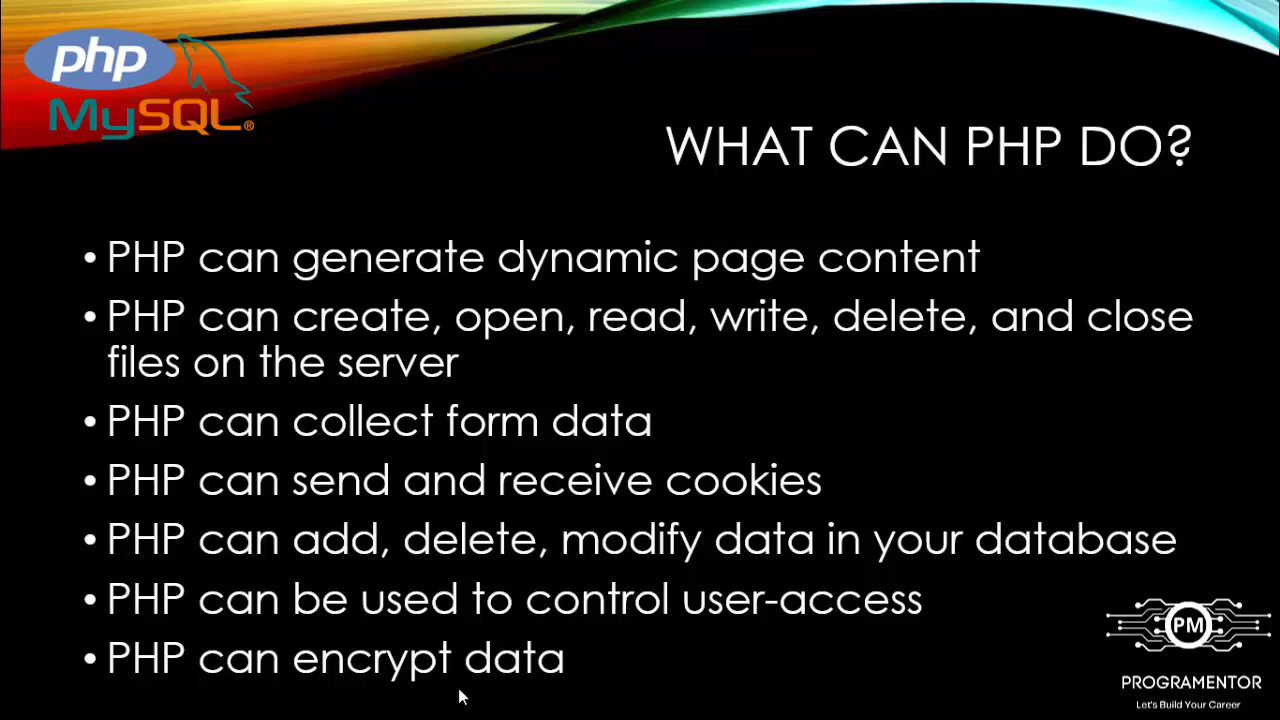 php
MySQL®
WHAT CAN PHP DO?
• PHP can generate dynamic page content
• PHP can create, open, read, write, delete, and close
files on the server
• PHP can collect form data
• PHP can send and receive cookies
• PHP can add, delete, modify data in your database
• PHP can be used to control user-access
• PHP can encrypt data
PM
PROGRAMENTOR
Let's Build Your Career